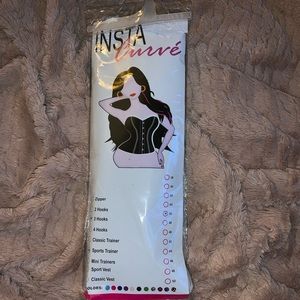 INSTA
Curvé
Zipper
2 Hooks
3 Hooks
4 Hooks
Classic Trainer
Sports Trainer
Mini Trainers
Sport Vest
Classic Vest
COLORS: